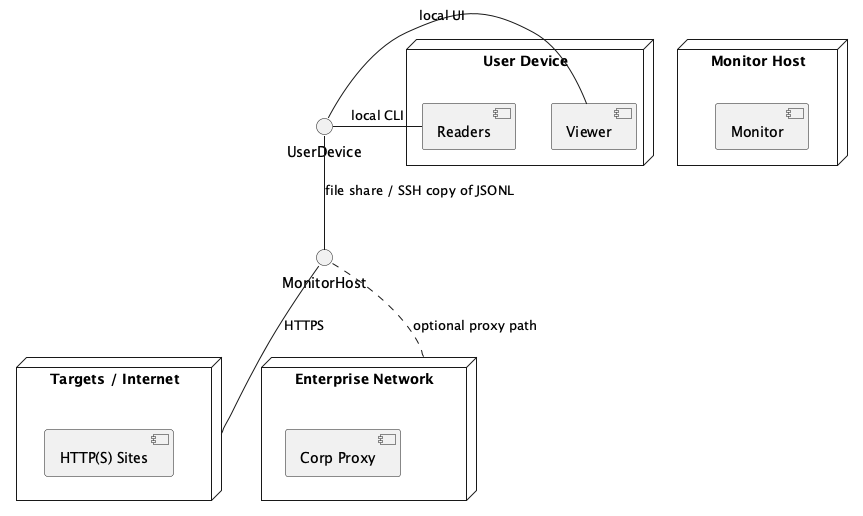 local UI
User Device
Monitor Host
local CLI
Readers
Viewer
Monitor
UserDevice
file share / SSH copy of JSONL
MonitorHost
HTTPS
optional proxy path
Targets / Internet
Enterprise Network
HTTP(S) Sites
Corp Proxy